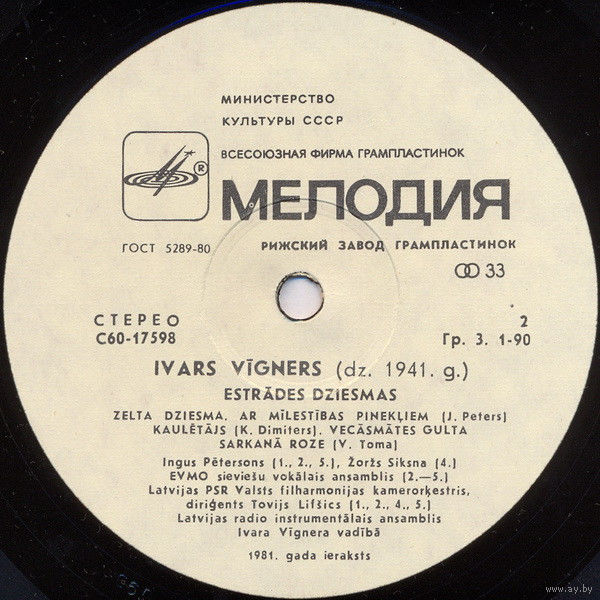 МИНИСТЕРСТВО
КУЛЬТУРЫ СССР
ВСЕСОЮЗНАЯ ФИРМА ГРАМПЛАСТИНОК
®
МЕЛОДИЯ
ГОСТ 5289-80
РИЖСКИЙ ЗАВОД ГРАМПЛАСТИНОК
33
СТЕРЕО
2
С60-17598
Гр. 3. 1-90
IVARS VĪGNERS (dz. 1941. g.)
ESTRĀDES DZIESMAS
ZELTA DZIESMA. AR MĪLESTĪBAS PINEKĻIEM (J. Peters)
KAULĒTĀJS (K. Dimiters). VECĀSMĀTES GULTA
SARKANĀ ROZE (V. Toma)
Ingus Pētersons (1., 2., 5.), Žoržs Siksna (4.)
EVMO sieviešu vokālais ansamblis (2.—5.)
Latvijas PSR Valsts filharmonijas kamerorķestris,
diriģents Tovijs Lifšics (1., 2., 4., 5.)
Latvijas radio instrumentālais ansamblis
Ivara Vīgnera vadībā
1981. gada ieraksts
www.ay.by